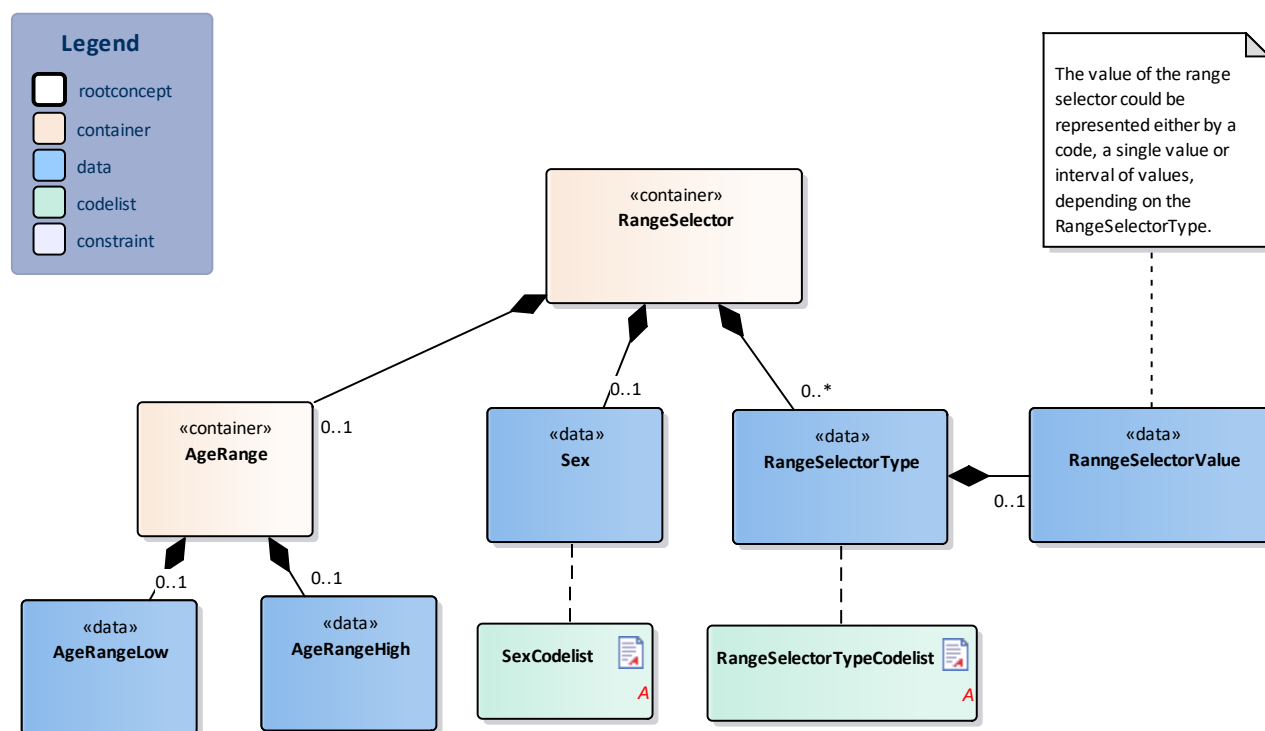 Legend
rootconcept
container
data
codelist
constraint
The value of the range
selector could be
represented either by a
code, a single value or
interval of values,
depending on the
RangeSelectorType.
«container»
RangeSelector
0..1
0..1
0..*
«container»
AgeRange
«data»
Sex
«data»
RangeSelectorType
0..1
«data»
RanngeSelectorValue
0..1
0..1
«data»
AgeRangeLow
«data»
AgeRangeHigh
SexCodelist
A
RangeSelectorTypeCodelist
A